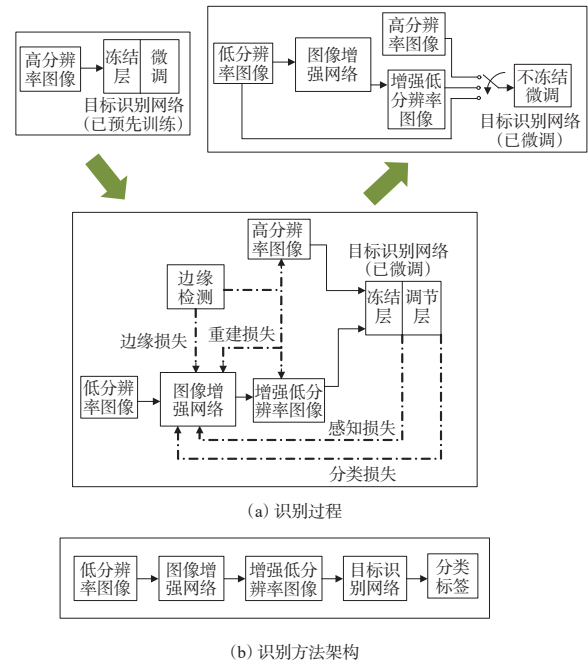 高分辨
率图像
冻结
层
微
调
目标识别网络
（已预先训练）
低分辨
率图像
图像增
强网络
高分辨
率图像
增强低
分辨率
图像
不冻结
微调
目标识别网络
（已微调）
高分辨
率图像
边缘
检测
目标识别网络
（已微调）
冻结
层
调节
层
边缘损失
重建损失
低分辨
率图像
图像增
强网络
增强低分
辨率图像
感知损失
分类损失
(a) 识别过程
低分辨
率图像
图像增
强网络
增强低分
辨率图像
目标识
别网络
分类
标签
(b) 识别方法架构